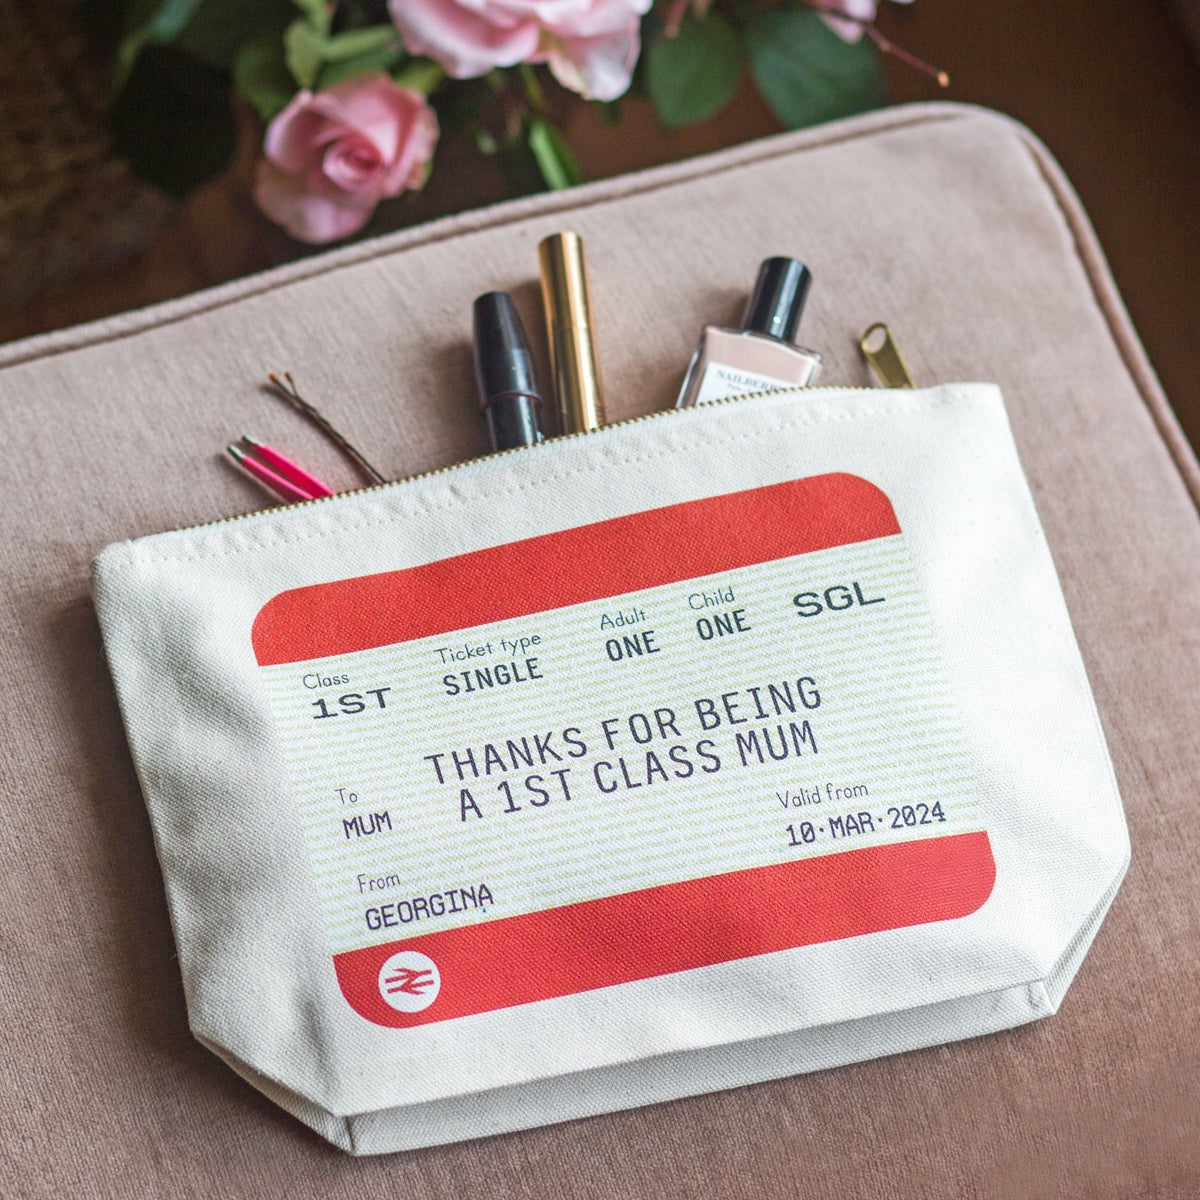 NAILBERRY
Class
1ST
Ticket type
SINGLE
Adult
ONE
Child
ONE
SGL
THANKS FOR BEING
A 1ST CLASS MUM
To
MUM
Valid from
10·MAR·2024
From
GEORGINA